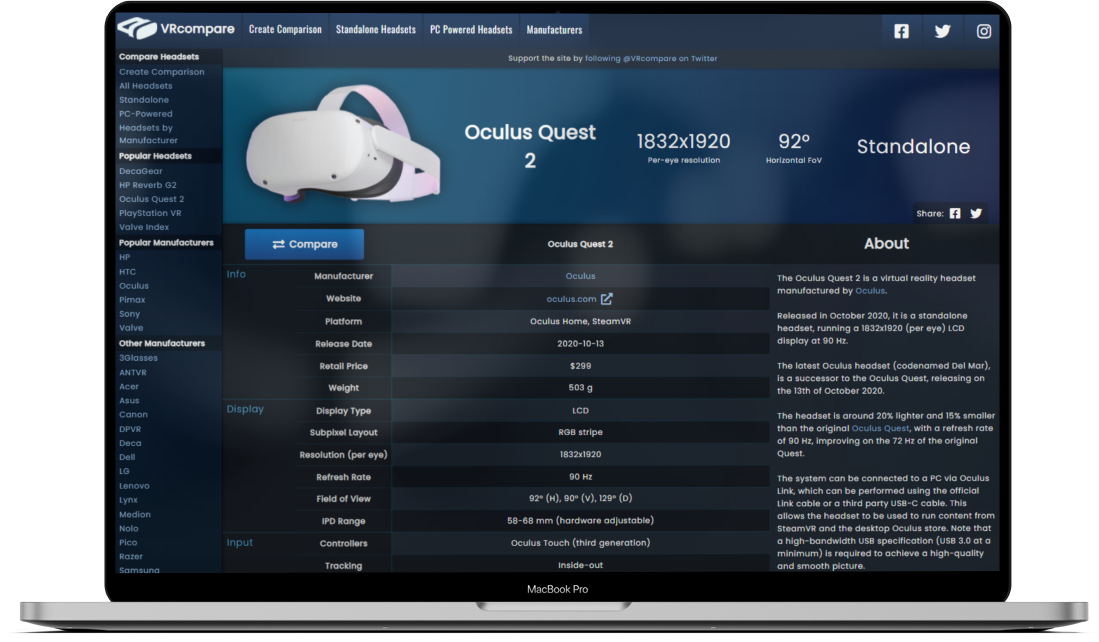 VRcompare
Create Comparison
Standalone Headsets
PC Powered Headsets
Manufacturers
Support the site by following @VRcompare on Twitter
Compare Headsets
Create Comparison
All Headsets
Standalone
PC-Powered
Headsets by
Manufacturer
Popular Headsets
DecaGear
HP Reverb G2
Oculus Quest 2
PlayStation VR
Valve Index
Popular Manufacturers
HP
HTC
Oculus
Pimax
Sony
Valve
Other Manufacturers
3Glasses
ANTVR
Acer
Asus
Canon
DPVR
Deca
Dell
LG
Lenovo
Lynx
Medion
Nolo
Pico
Razer
Samsung
Oculus Quest
2
1832x1920
Per-eye resolution
92°
Horizontal FoV
Standalone
Share:
Compare
Oculus Quest 2
Info
Manufacturer
Oculus
Website
oculus.com
Platform
Oculus Home, SteamVR
Release Date
2020-10-13
Retail Price
$299
Weight
503 g
Display
Display Type
LCD
Subpixel Layout
RGB stripe
Resolution (per eye)
1832x1920
Refresh Rate
90 Hz
Field of View
92° (H), 90° (V), 129° (D)
IPD Range
58-68 mm (hardware adjustable)
Input
Controllers
Oculus Touch (third generation)
Tracking
Inside-out
About
The Oculus Quest 2 is a virtual reality headset
manufactured by Oculus.
Released in October 2020, it is a standalone
headset, running a 1832x1920 (per eye) LCD
display at 90 Hz.
The latest Oculus headset (codenamed Del Mar),
is a successor to the Oculus Quest, releasing on
the 13th of October 2020.
The headset is around 20% lighter and 15% smaller
than the original Oculus Quest, with a refresh rate
of 90 Hz, improving on the 72 Hz of the original
Quest.
The system can be connected to a PC via Oculus
Link, which can be performed using the official
Link cable or a third party USB-C cable. This
allows the headset to be used to run content from
SteamVR and the desktop Oculus store. Note that
a high-bandwidth USB specification (USB 3.0 at a
minimum) is required to achieve a high-quality
and smooth picture.
MacBook Pro